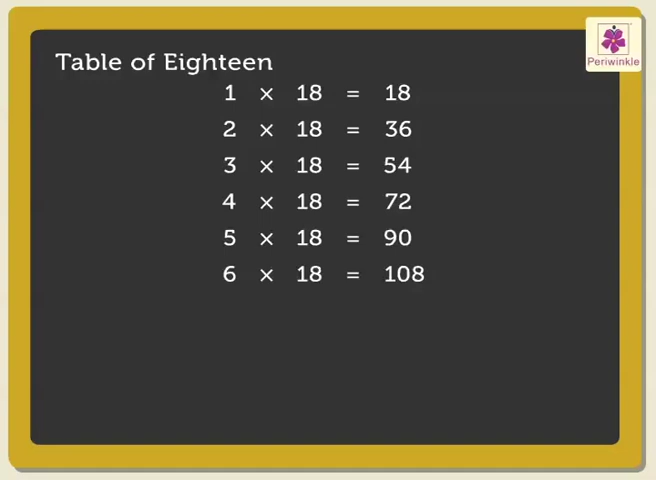 Periwinkle
Table of Eighteen
1 × 18 = 18
2 × 18 = 36
3 × 18 = 54
4 × 18 = 72
5 × 18 = 90
6 × 18 = 108